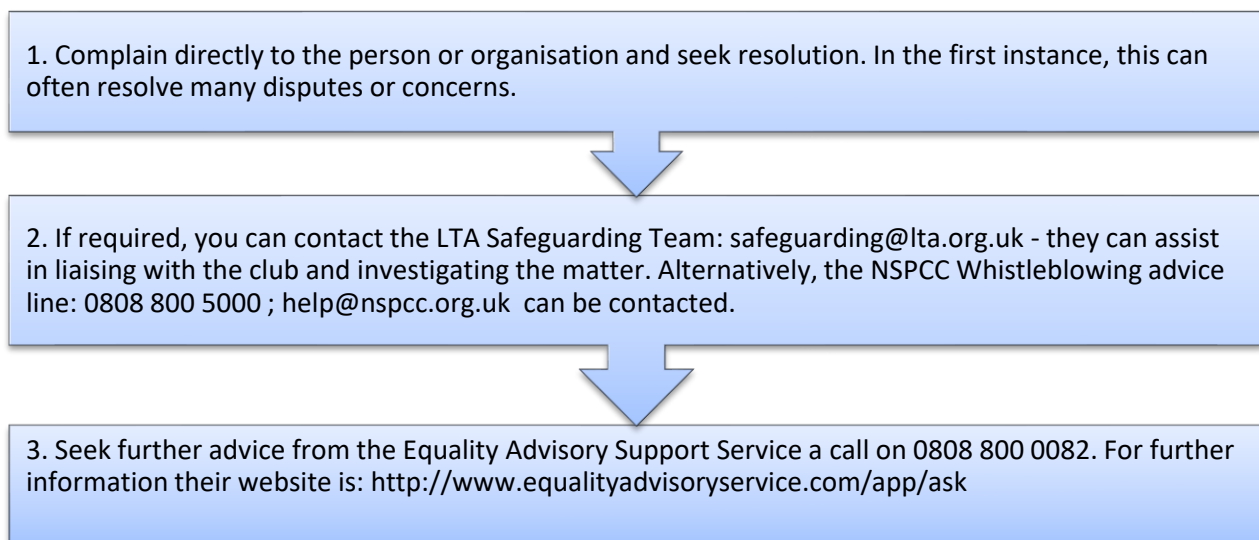 1. Complain directly to the person or organisation and seek resolution. In the first instance, this can
often resolve many disputes or concerns.
2. If required, you can contact the LTA Safeguarding Team: safeguarding@lta.org.uk - they can assist
in liaising with the club and investigating the matter. Alternatively, the NSPCC Whistleblowing advice
line: 0808 800 5000 ; help@nspcc.org.uk  can be contacted.
3. Seek further advice from the Equality Advisory Support Service a call on 0808 800 0082. For further
information their website is: http://www.equalityadvisoryservice.com/app/ask